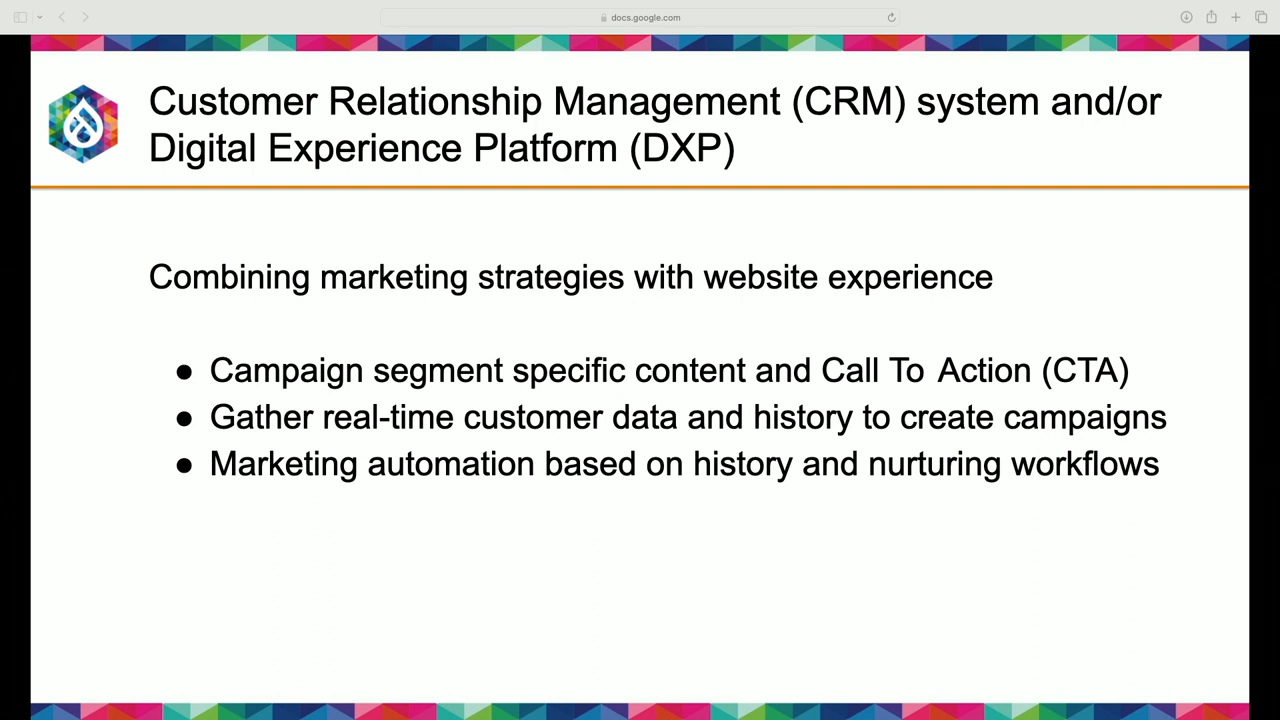 docs.google.com
Customer Relationship Management (CRM) system and/or
Digital Experience Platform (DXP)
Combining marketing strategies with website experience
● Campaign segment specific content and Call To Action (CTA)
● Gather real-time customer data and history to create campaigns
● Marketing automation based on history and nurturing workflows